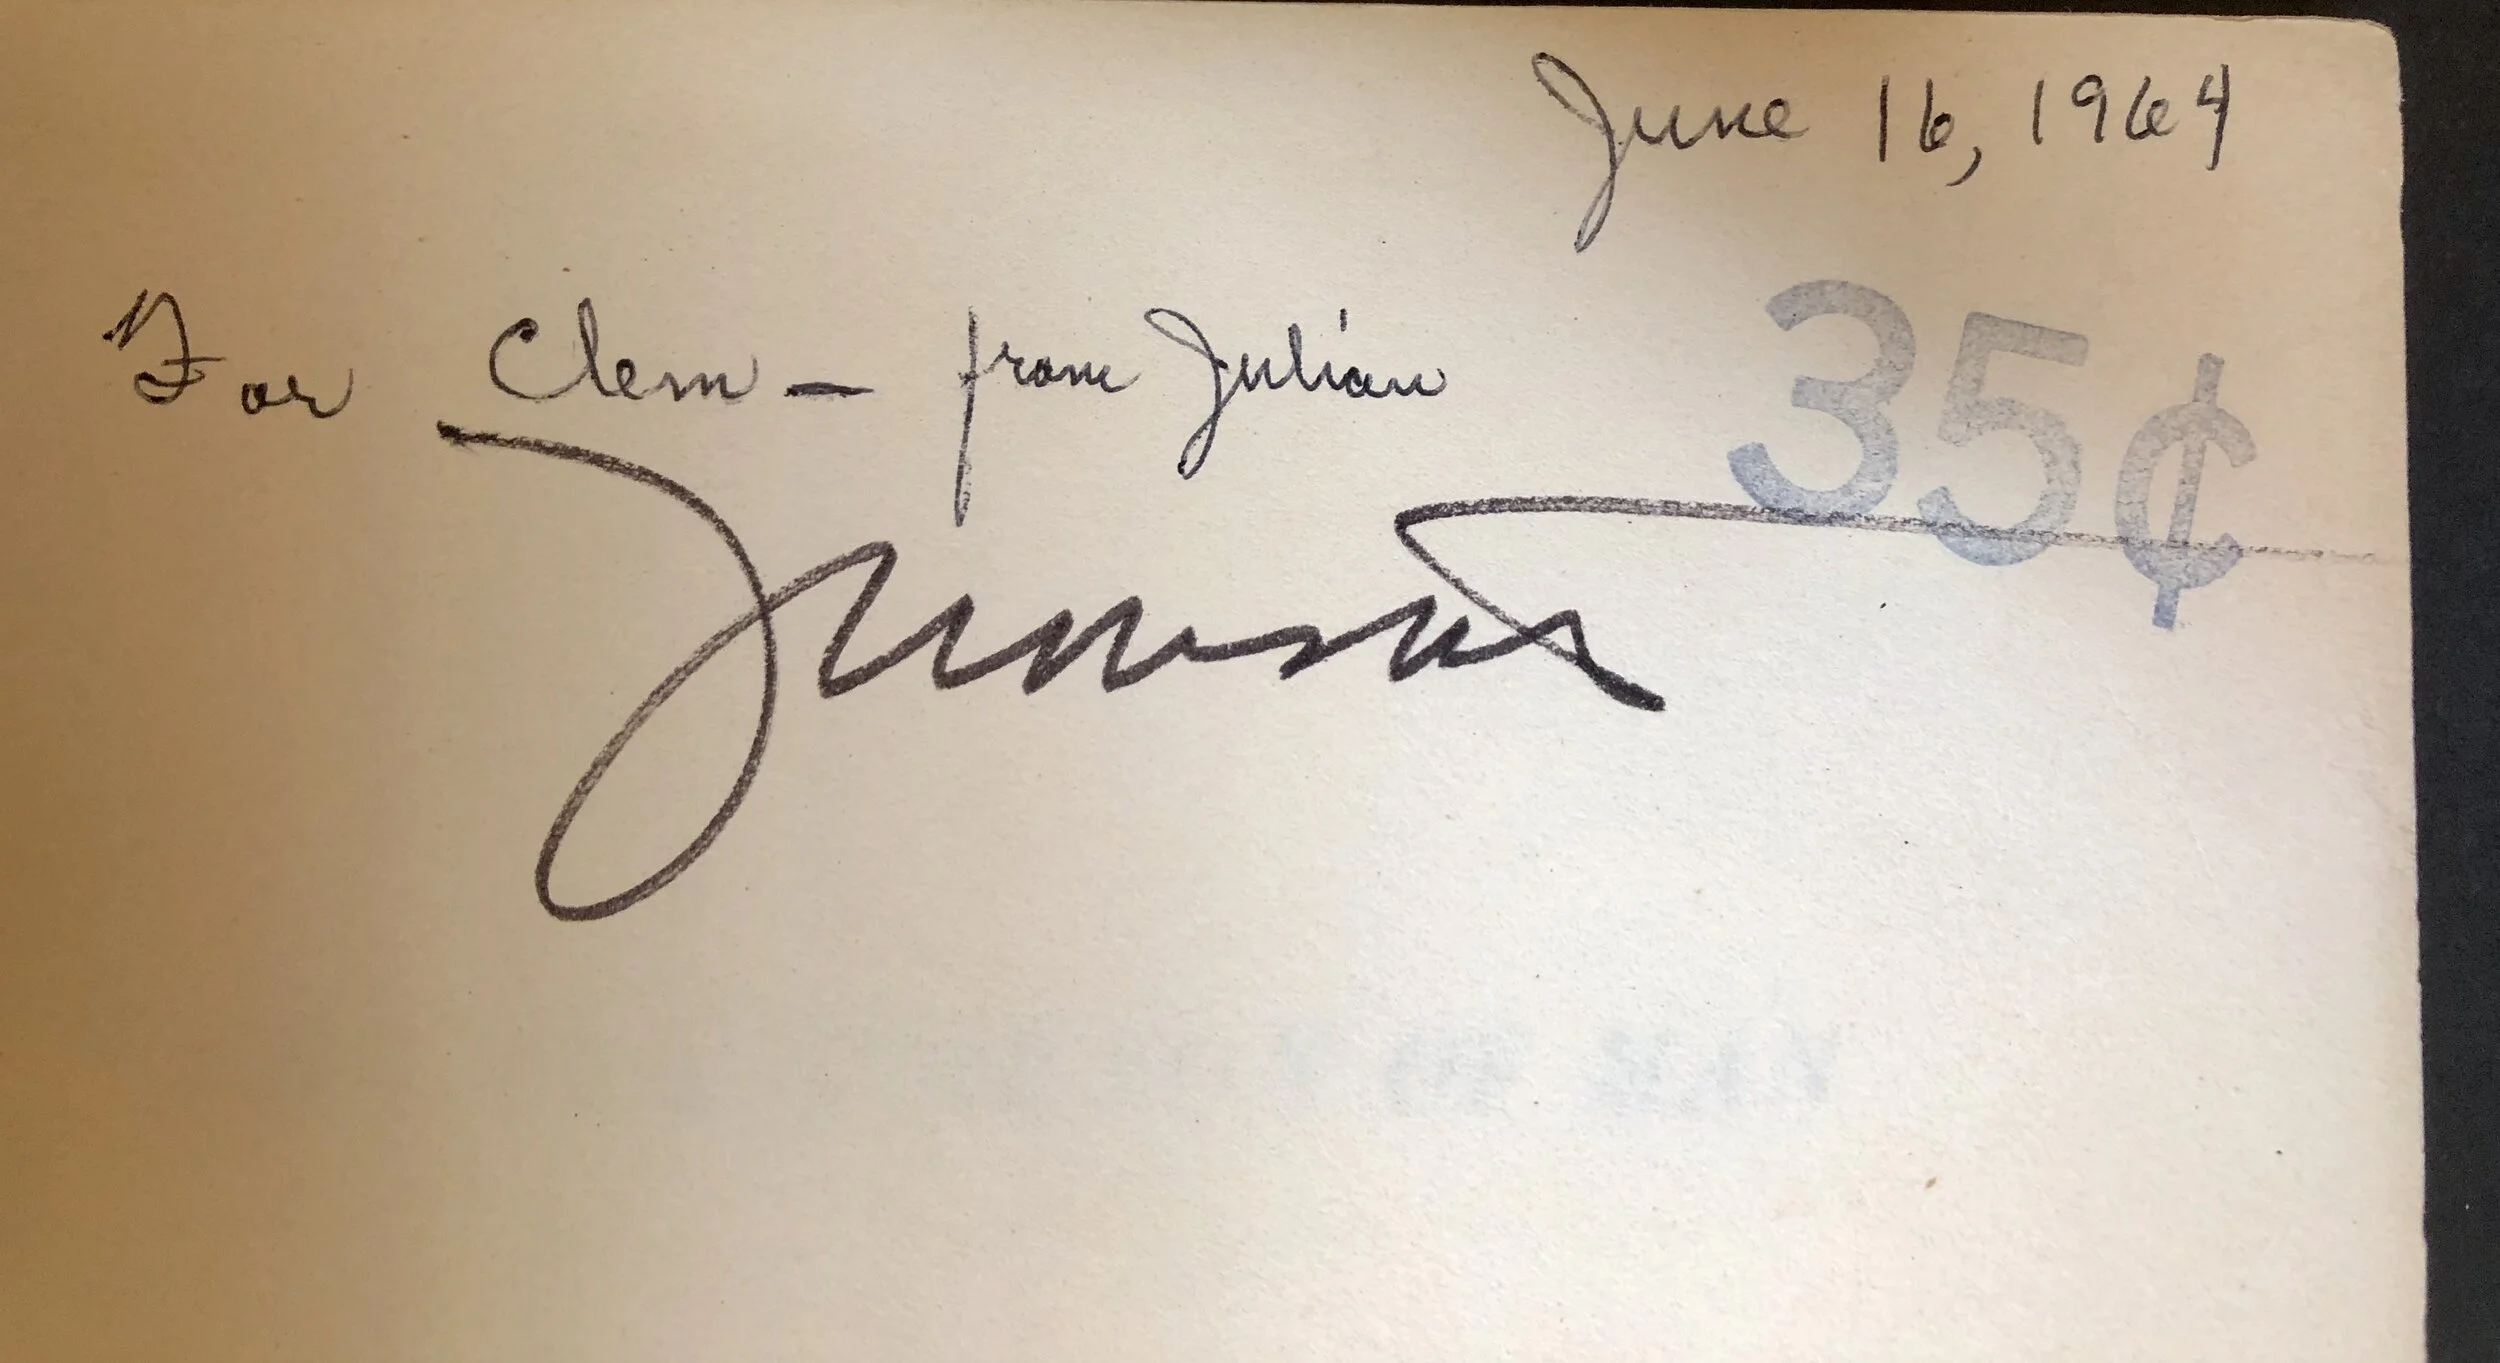 June 16, 1964
For Clem — from Julian
35¢